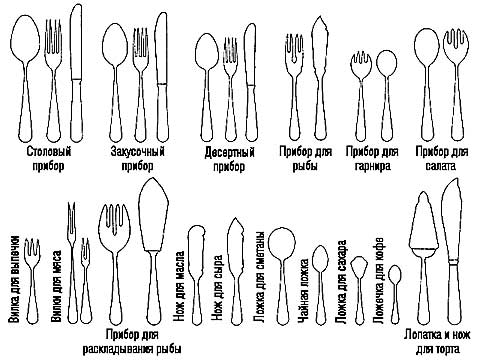 Столовый
прибор
Закусочный
прибор
Десертный
прибор
Прибор для
рыбы
Прибор для
гарнира
Прибор для
салата
Вилка для выпечки
Вилки для мяса
Прибор для
раскладывания рыбы
Нож для масла
Нож для сыра
Ложка для сметаны
Чайная ложка
Ложка для сахара
Ложечка для кофе
Лопатка и нож
для торта